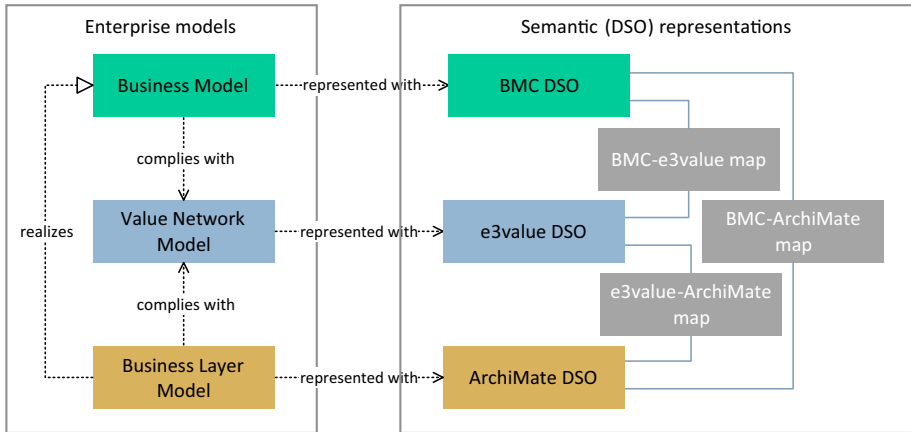 Enterprise models
Semantic (DSO) representations
Business Model
represented with
BMC DSO
complies with
BMC-e3value map
realizes
Value Network
Model
represented with
e3value DSO
BMC-ArchiMate
map
complies with
e3value-ArchiMate
map
Business Layer
Model
represented with
ArchiMate DSO